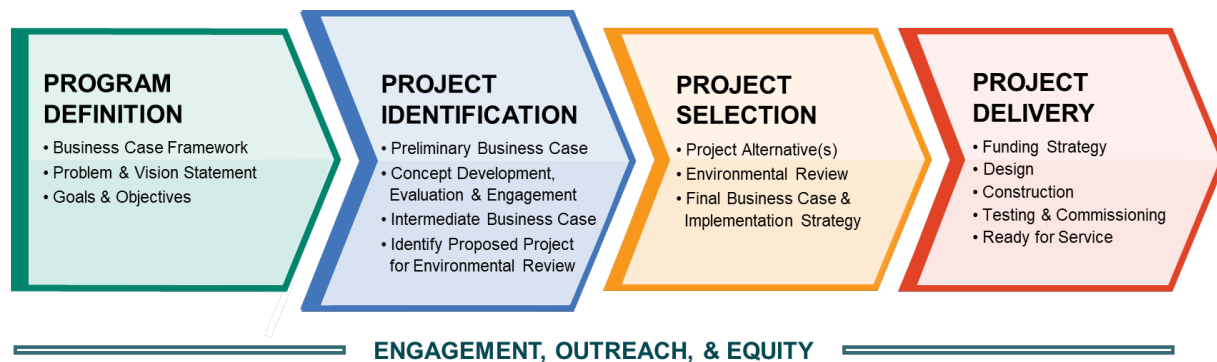 PROGRAM
DEFINITION
• Business Case Framework
• Problem & Vision Statement
• Goals & Objectives
PROJECT
IDENTIFICATION
• Preliminary Business Case
• Concept Development,
Evaluation & Engagement
• Intermediate Business Case
• Identify Proposed Project
for Environmental Review
PROJECT
SELECTION
• Project Alternative(s)
• Environmental Review
• Final Business Case &
Implementation Strategy
PROJECT
DELIVERY
• Funding Strategy
• Design
• Construction
• Testing & Commissioning
• Ready for Service
ENGAGEMENT, OUTREACH, & EQUITY